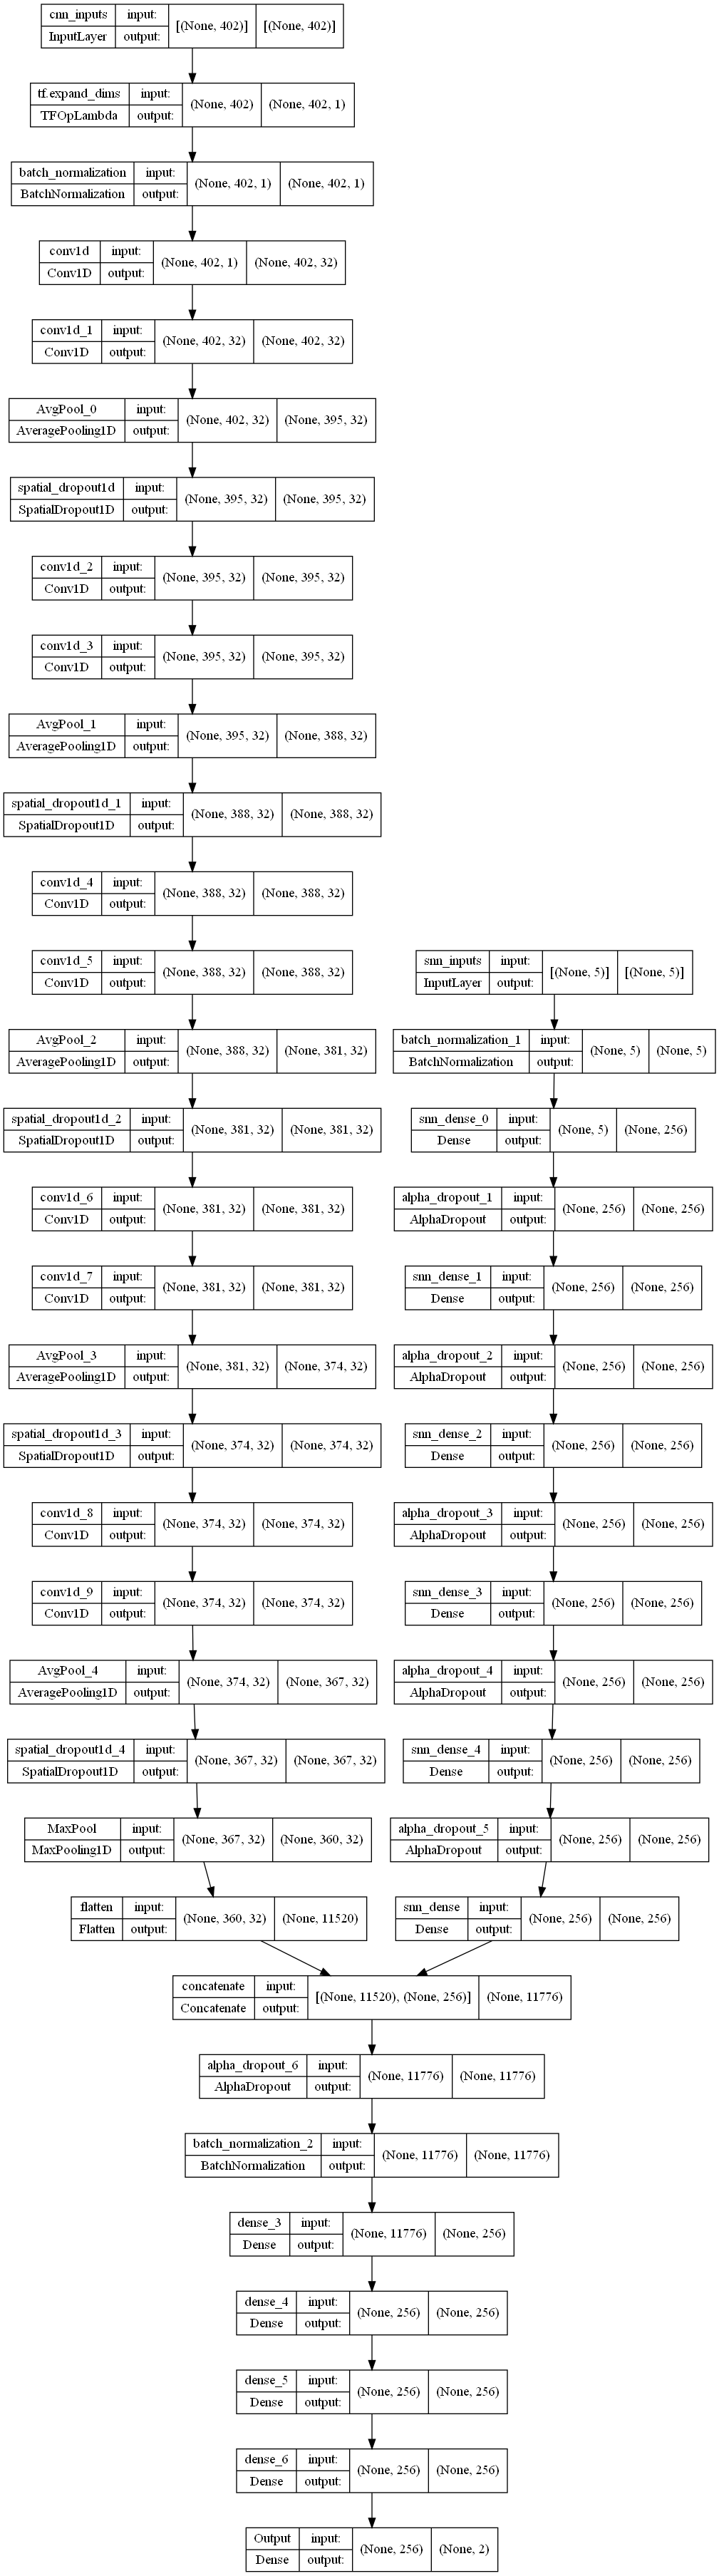 cnn_inputs input: [(None, 402)] [(None, 402)]
InputLayer output:
tf.expand_dims input: (None, 402) (None, 402, 1)
TFOpLambda output:
batch_normalization input: (None, 402, 1) (None, 402, 1)
BatchNormalization output:
conv1d input: (None, 402, 1) (None, 402, 32)
Conv1D output:
conv1d_1 input: (None, 402, 32) (None, 402, 32)
Conv1D output:
AvgPool_0 input: (None, 402, 32) (None, 395, 32)
AveragePooling1D output:
spatial_dropout1d input: (None, 395, 32) (None, 395, 32)
SpatialDropout1D output:
conv1d_2 input: (None, 395, 32) (None, 395, 32)
Conv1D output:
conv1d_3 input: (None, 395, 32) (None, 395, 32)
Conv1D output:
AvgPool_1 input: (None, 395, 32) (None, 388, 32)
AveragePooling1D output:
spatial_dropout1d_1 input: (None, 388, 32) (None, 388, 32)
SpatialDropout1D output:
conv1d_4 input: (None, 388, 32) (None, 388, 32)
Conv1D output:
conv1d_5 input: (None, 388, 32) (None, 388, 32)
Conv1D output:
AvgPool_2 input: (None, 388, 32) (None, 381, 32)
AveragePooling1D output:
spatial_dropout1d_2 input: (None, 381, 32) (None, 381, 32)
SpatialDropout1D output:
conv1d_6 input: (None, 381, 32) (None, 381, 32)
Conv1D output:
conv1d_7 input: (None, 381, 32) (None, 381, 32)
Conv1D output:
AvgPool_3 input: (None, 381, 32) (None, 374, 32)
AveragePooling1D output:
spatial_dropout1d_3 input: (None, 374, 32) (None, 374, 32)
SpatialDropout1D output:
conv1d_8 input: (None, 374, 32) (None, 374, 32)
Conv1D output:
conv1d_9 input: (None, 374, 32) (None, 374, 32)
Conv1D output:
AvgPool_4 input: (None, 374, 32) (None, 367, 32)
AveragePooling1D output:
spatial_dropout1d_4 input: (None, 367, 32) (None, 367, 32)
SpatialDropout1D output:
MaxPool input: (None, 367, 32) (None, 360, 32)
MaxPooling1D output:
flatten input: (None, 360, 32) (None, 11520)
Flatten output:
snn_inputs input: [(None, 5)] [(None, 5)]
InputLayer output:
batch_normalization_1 input: (None, 5) (None, 5)
BatchNormalization output:
snn_dense_0 input: (None, 5) (None, 256)
Dense output:
alpha_dropout_1 input: (None, 256) (None, 256)
AlphaDropout output:
snn_dense_1 input: (None, 256) (None, 256)
Dense output:
alpha_dropout_2 input: (None, 256) (None, 256)
AlphaDropout output:
snn_dense_2 input: (None, 256) (None, 256)
Dense output:
alpha_dropout_3 input: (None, 256) (None, 256)
AlphaDropout output:
snn_dense_3 input: (None, 256) (None, 256)
Dense output:
alpha_dropout_4 input: (None, 256) (None, 256)
AlphaDropout output:
snn_dense_4 input: (None, 256) (None, 256)
Dense output:
alpha_dropout_5 input: (None, 256) (None, 256)
AlphaDropout output:
snn_dense input: (None, 256) (None, 256)
Dense output:
concatenate input: [(None, 11520), (None, 256)] (None, 11776)
Concatenate output:
alpha_dropout_6 input: (None, 11776) (None, 11776)
AlphaDropout output:
batch_normalization_2 input: (None, 11776) (None, 11776)
BatchNormalization output:
dense_3 input: (None, 11776) (None, 256)
Dense output:
dense_4 input: (None, 256) (None, 256)
Dense output:
dense_5 input: (None, 256) (None, 256)
Dense output:
dense_6 input: (None, 256) (None, 256)
Dense output:
Output input: (None, 256) (None, 2)
Dense output: